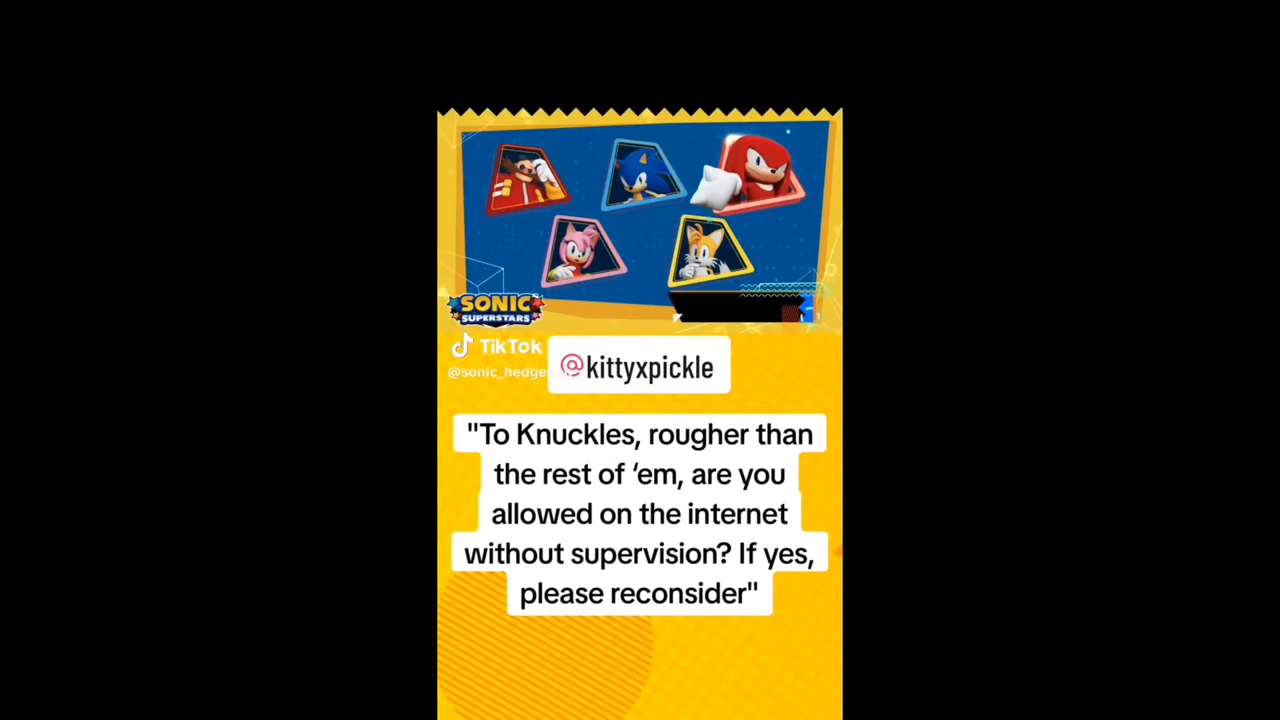 SONIC
SUPERSTARS
TikTok
@sonic_hedge
@kittyxpickle
"To Knuckles, rougher than
the rest of ‘em, are you
allowed on the internet
without supervision? If yes,
please reconsider"